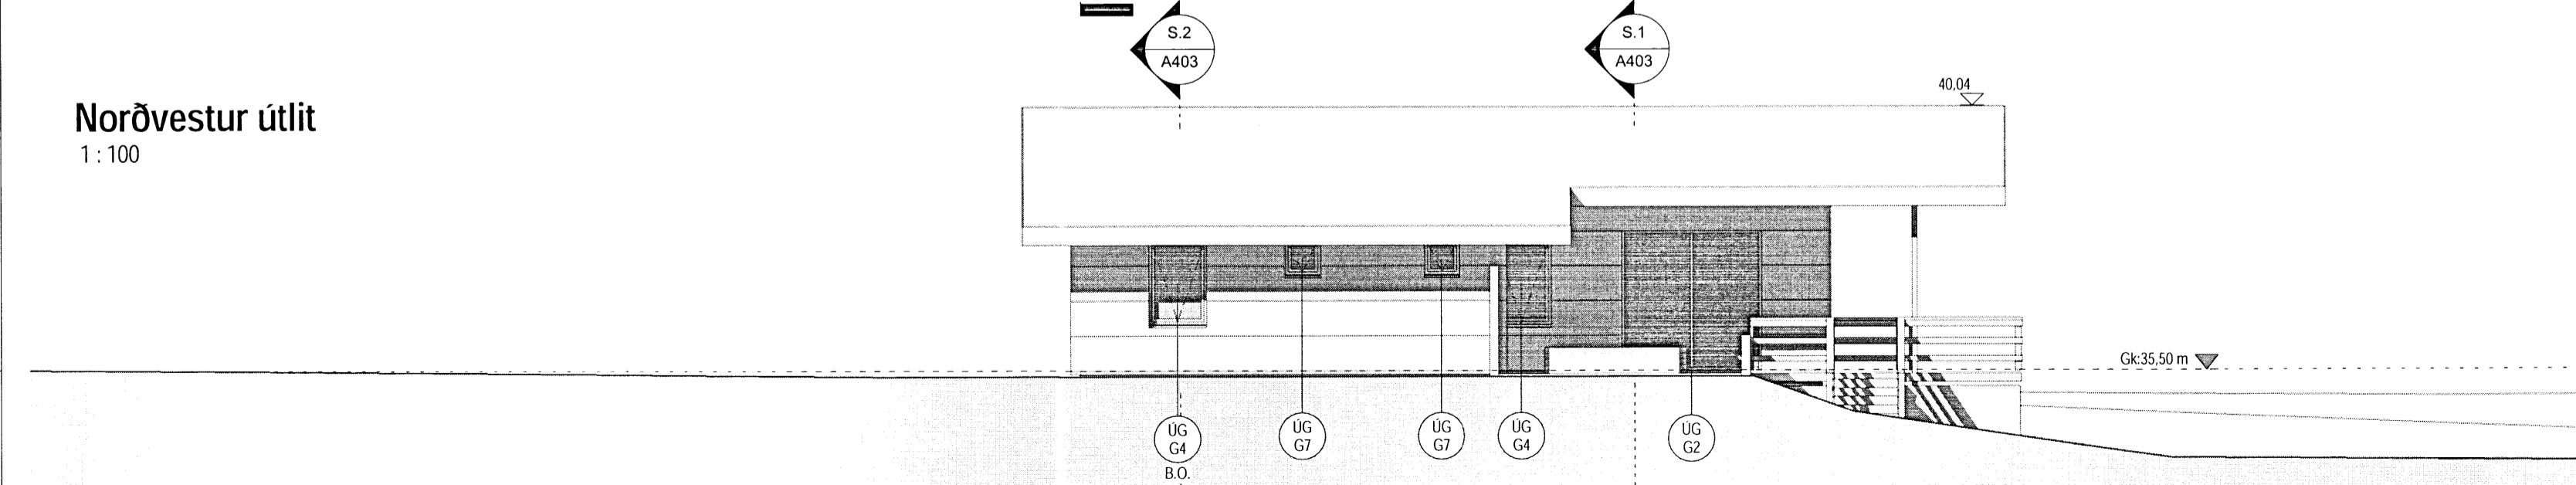 S.2
A403
S.1
A403
40,04
Norðvestur útlit
1 : 100
Gk:35,50 m
ÚG
G4
B.O.
ÚG
G7
ÚG
G7
ÚG
G4
ÚG
G2